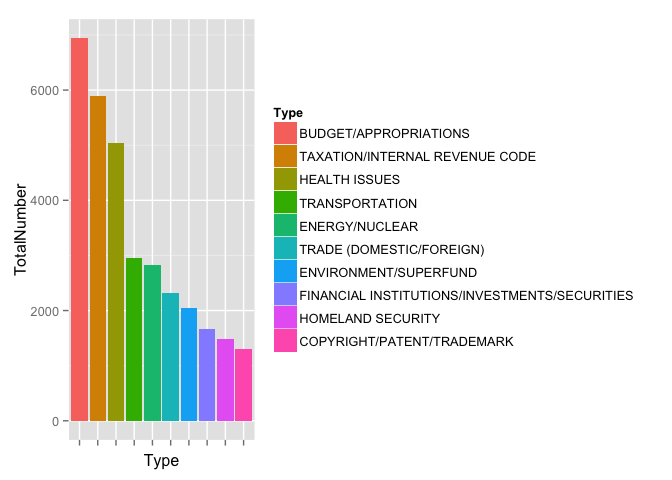 TotalNumber
6000
4000
2000
0
Type
Type
BUDGET/APPROPRIATIONS
TAXATION/INTERNAL REVENUE CODE
HEALTH ISSUES
TRANSPORTATION
ENERGY/NUCLEAR
TRADE (DOMESTIC/FOREIGN)
ENVIRONMENT/SUPERFUND
FINANCIAL INSTITUTIONS/INVESTMENTS/SECURITIES
HOMELAND SECURITY
COPYRIGHT/PATENT/TRADEMARK